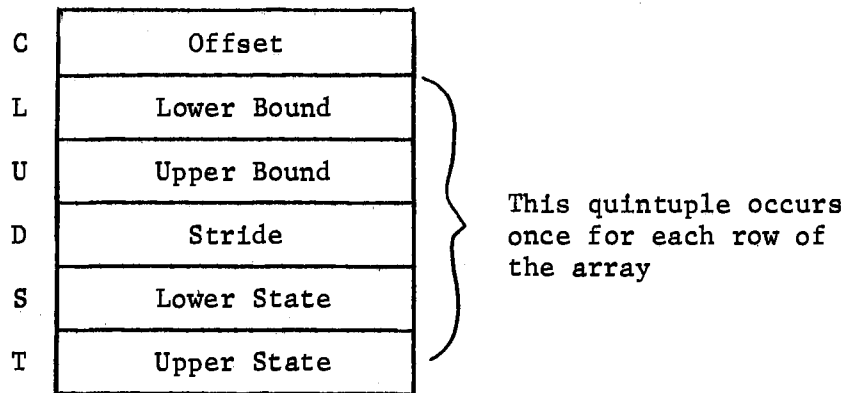 C Offset
L Lower Bound
U Upper Bound
D Stride
S Lower State
T Upper State
This quintuple occurs
once for each row of
the array